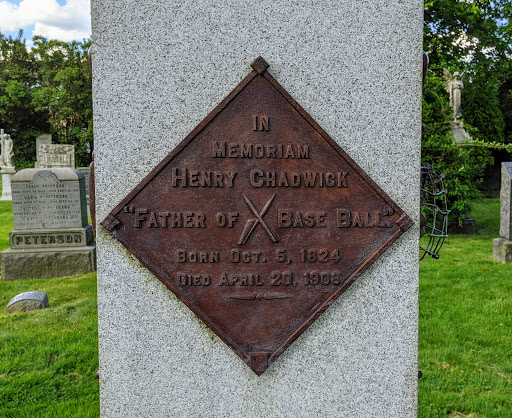 In
Memoriam
Henry Chadwick
"Father of Base Ball."
Born Oct. 5, 1824
Died April 20, 1908
PETERSON